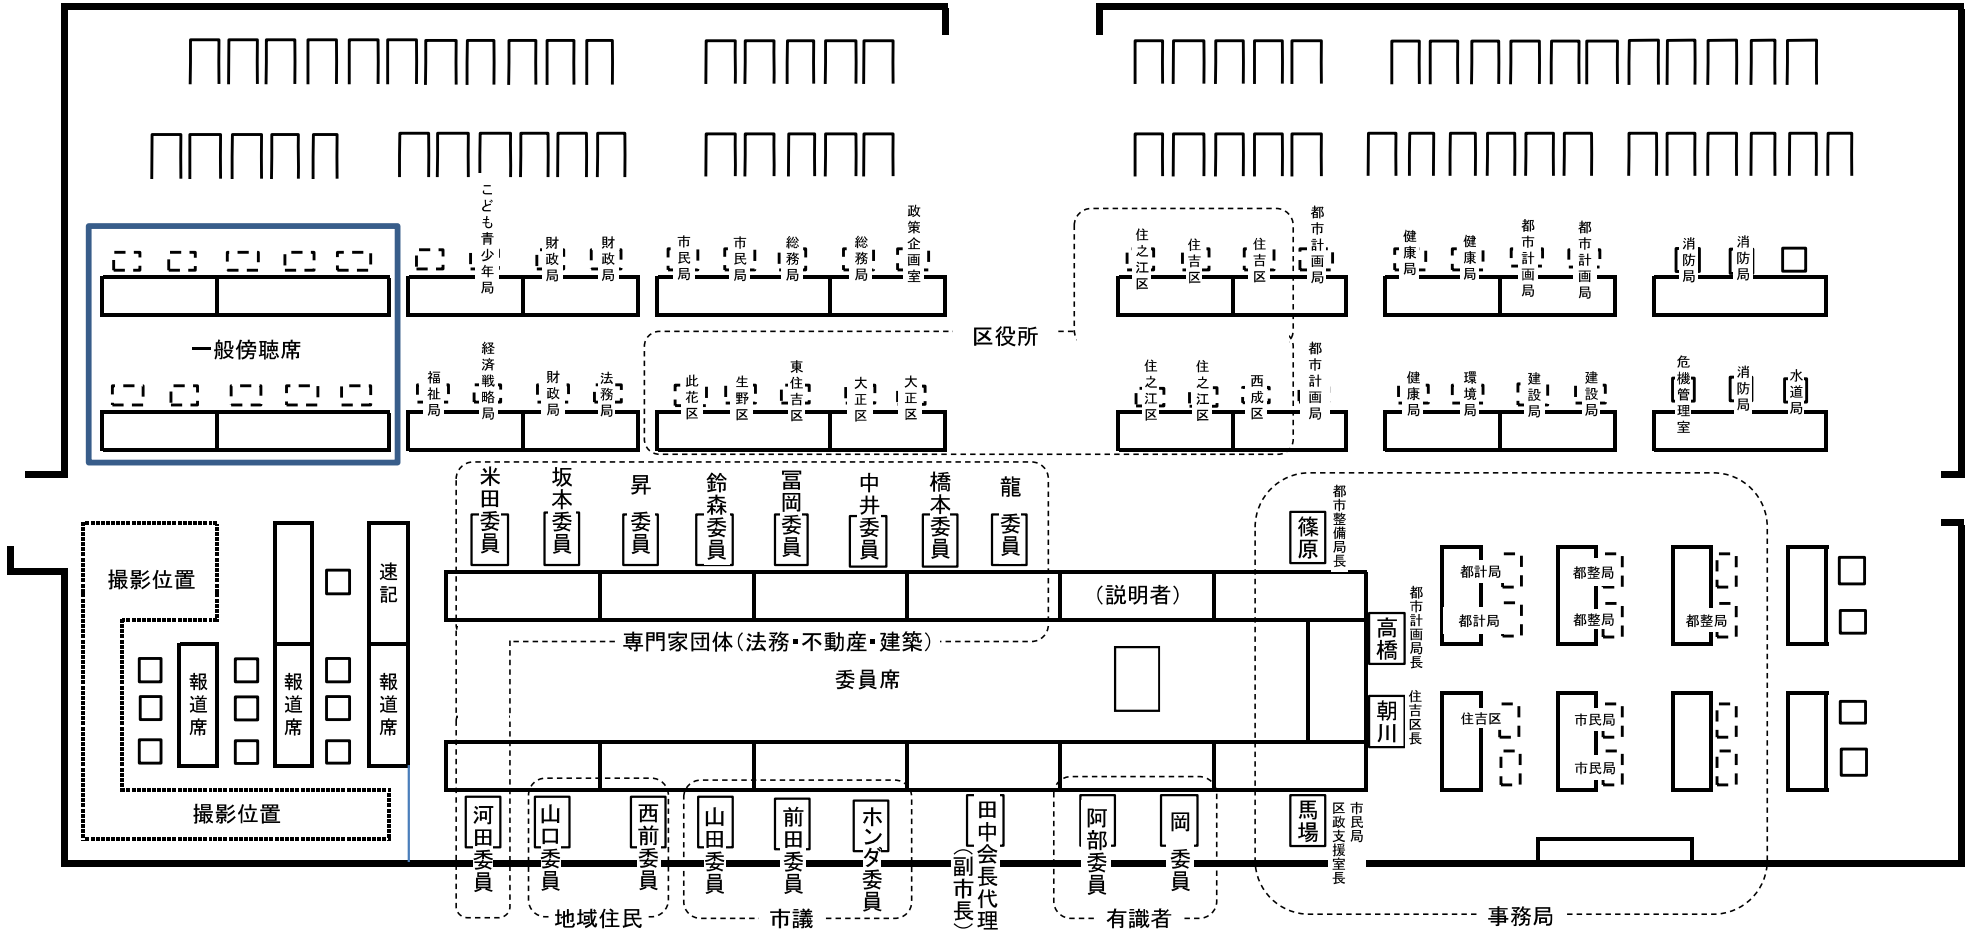 こども青少年局
財政局
財政局
市民局
市民局
総務局
総務局
政策企画室
住之江区
住吉区
住吉区
都市計画局
健康局
健康局
都市計画局
都市計画局
消防局
消防局
一般傍聴席
区役所
福祉局
経済戦略局
財政局
法務局
此花区
生野区
東住吉区
大正区
大正区
住之江区
住之江区
西成区
都市計画局
健康局
環境局
建設局
建設局
危機管理室
消防局
水道局
米田委員
坂本委員
昇 委員
鈴森委員
冨岡委員
中井委員
橋本委員
龍 委員
篠原
都市整備局長
撮影位置
速記
(説明者)
都計局
都計局
都整局
都整局
都整局
高橋
都市計画局長
専門家団体(法務・不動産・建築)
委員席
報道席
報道席
報道席
朝川
住吉区長
住吉区
市民局
市民局
撮影位置
河田委員
山口委員
西前委員
山田委員
前田委員
ホンダ委員
田中会長代理
(副市長)
阿部委員
岡 委員
馬場
市民局
区政支援室長
地域住民
市議
有識者
事務局